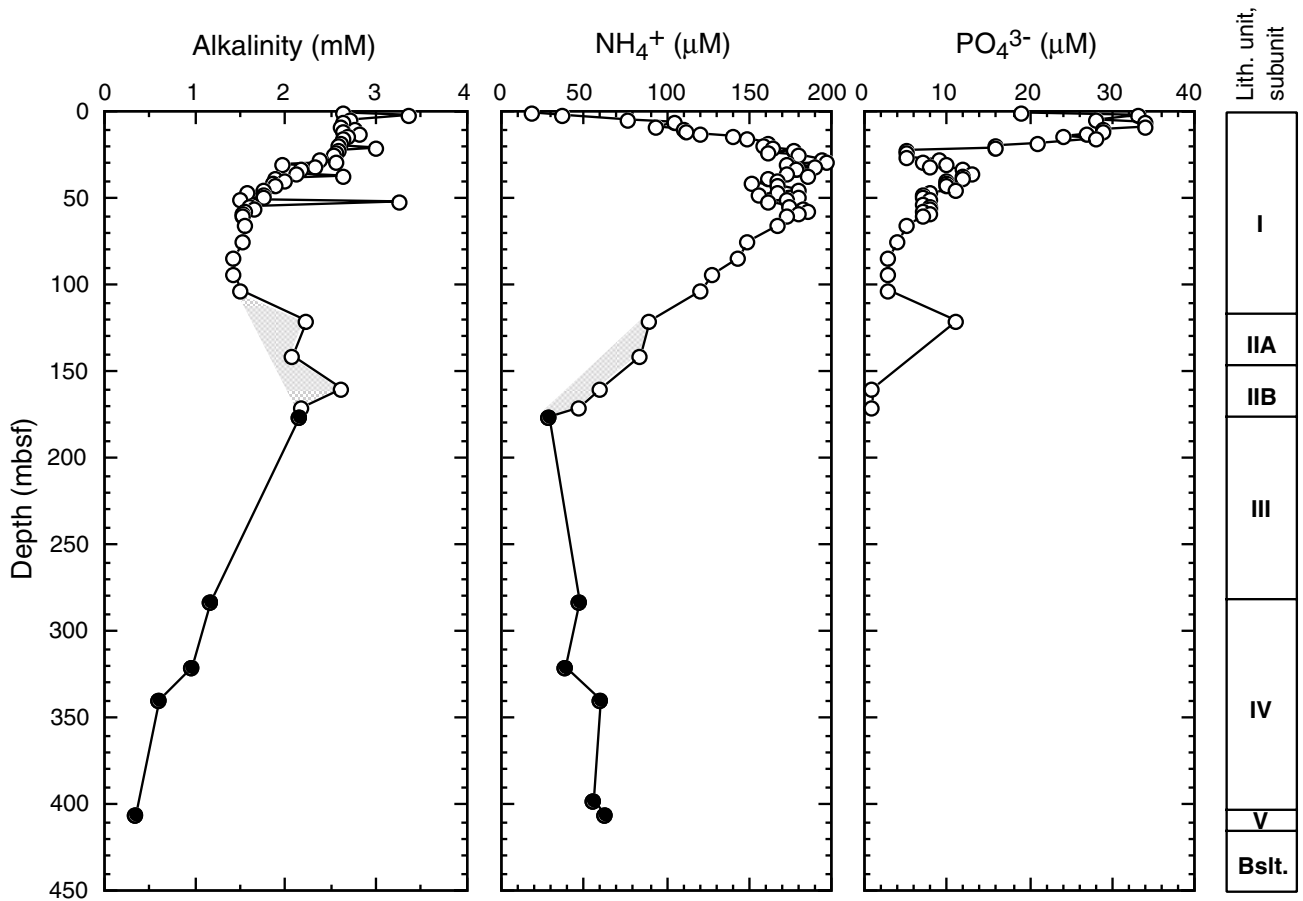 Alkalinity (mM)
NH₄⁺ (µM)
PO₄³⁻ (µM)
Lith. unit,
subunit
0 1 2 3 4
0 50 100 150 200
0 10 20 30 40
Depth (mbsf)
0
50
100
150
200
250
300
350
400
450
I
IIA
IIB
III
IV
V
Bslt.